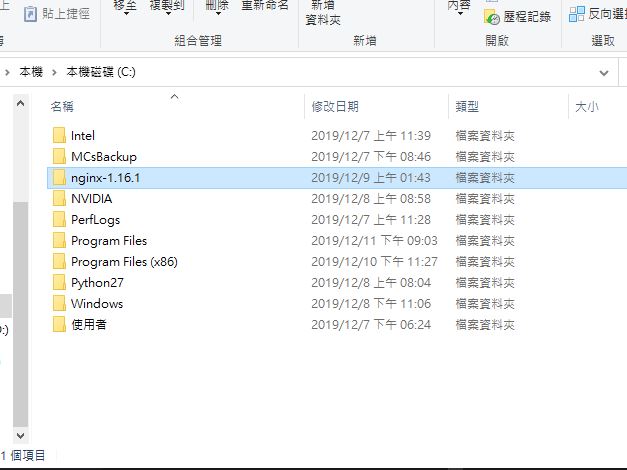 移至 複製到 刪除 重新命名 新增 內容
貼上捷徑 資料夾 歷程記錄 反向選
組合管理 新增 開啟 選取
本機 本機磁碟 (C:)
名稱 修改日期 類型 大小
Intel 2019/12/7 上午 11:39 檔案資料夾
MCsBackup 2019/12/7 下午 08:46 檔案資料夾
nginx-1.16.1 2019/12/9 上午 01:43 檔案資料夾
NVIDIA 2019/12/8 上午 08:58 檔案資料夾
PerfLogs 2019/12/7 上午 11:28 檔案資料夾
Program Files 2019/12/11 下午 09:03 檔案資料夾
Program Files (x86) 2019/12/10 下午 11:27 檔案資料夾
Python27 2019/12/8 上午 08:04 檔案資料夾
Windows 2019/12/8 下午 11:06 檔案資料夾
使用者 2019/12/7 下午 06:24 檔案資料夾
:)
1 個項目